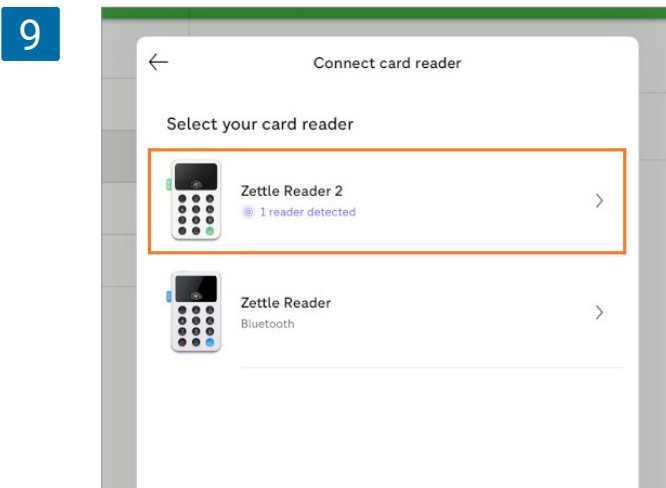 9
Connect card reader
Select your card reader
Zettle Reader 2
1 reader detected
Zettle Reader
Bluetooth